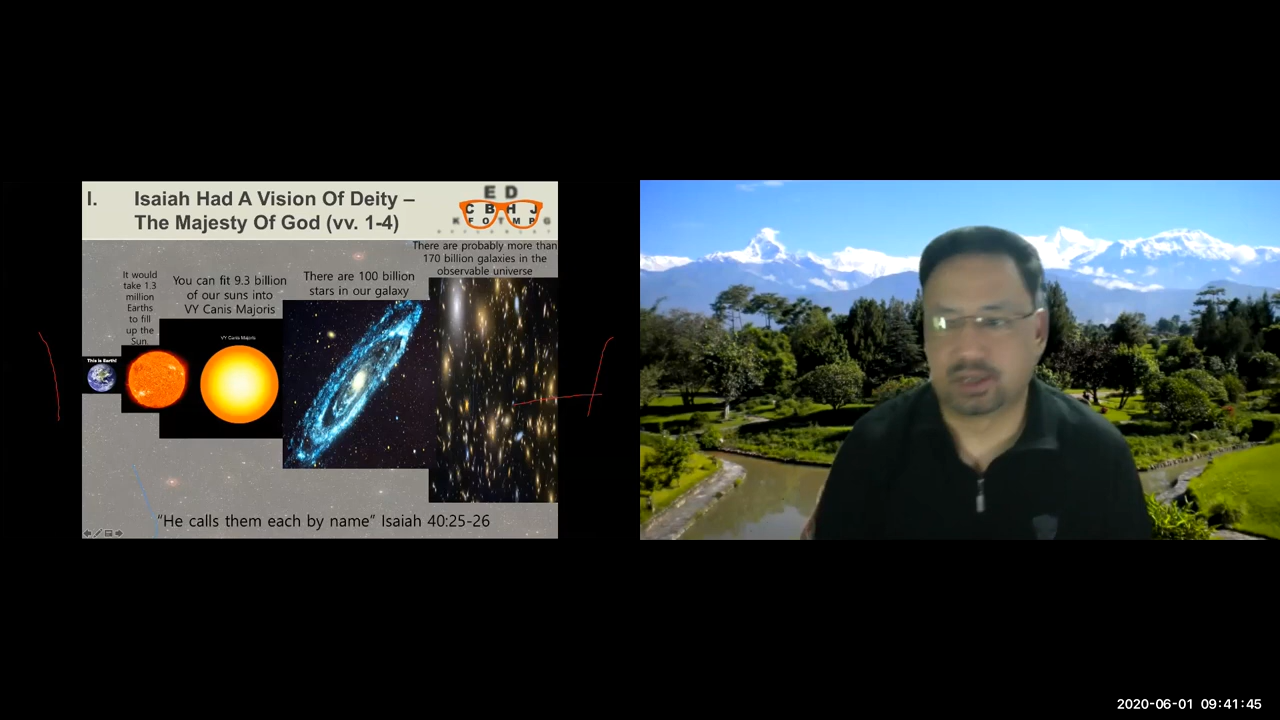 I. Isaiah Had A Vision Of Deity –
The Majesty Of God (vv. 1-4)
E D
C B H J
K F O T M P G
There are probably more than
170 billion galaxies in the
observable universe
It would
take 1.3
million
Earths
to fill
up the
Sun.
You can fit 9.3 billion
of our suns into
VY Canis Majoris
There are 100 billion
stars in our galaxy
This is Earth!
VY Canis Majoris
“He calls them each by name” Isaiah 40:25-26
2020-06-01 09:41:45